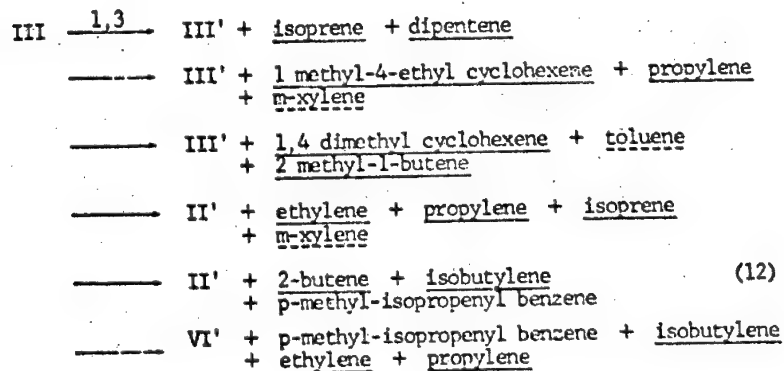 III 1,3 → III' + isoprene + dipentene
→ III' + 1 methyl-4-ethyl cyclohexene + propylene
+ m-xylene
→ III' + 1,4 dimethyl cyclohexene + toluene
+ 2 methyl-1-butene
→ II' + ethylene + propylene + isoprene
+ m-xylene
→ II' + 2-butene + isobutylene (12)
+ p-methyl-isopropenyl benzene
→ VI' + p-methyl-isopropenyl benzene + isobutylene
+ ethylene + propylene